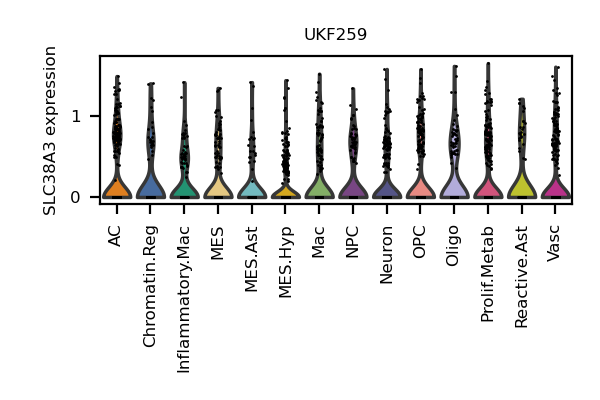 UKF259
SLC38A3 expression
1
0
AC
Chromatin.Reg
Inflammatory.Mac
MES
MES.Ast
MES.Hyp
Mac
NPC
Neuron
OPC
Oligo
Prolif.Metab
Reactive.Ast
Vasc